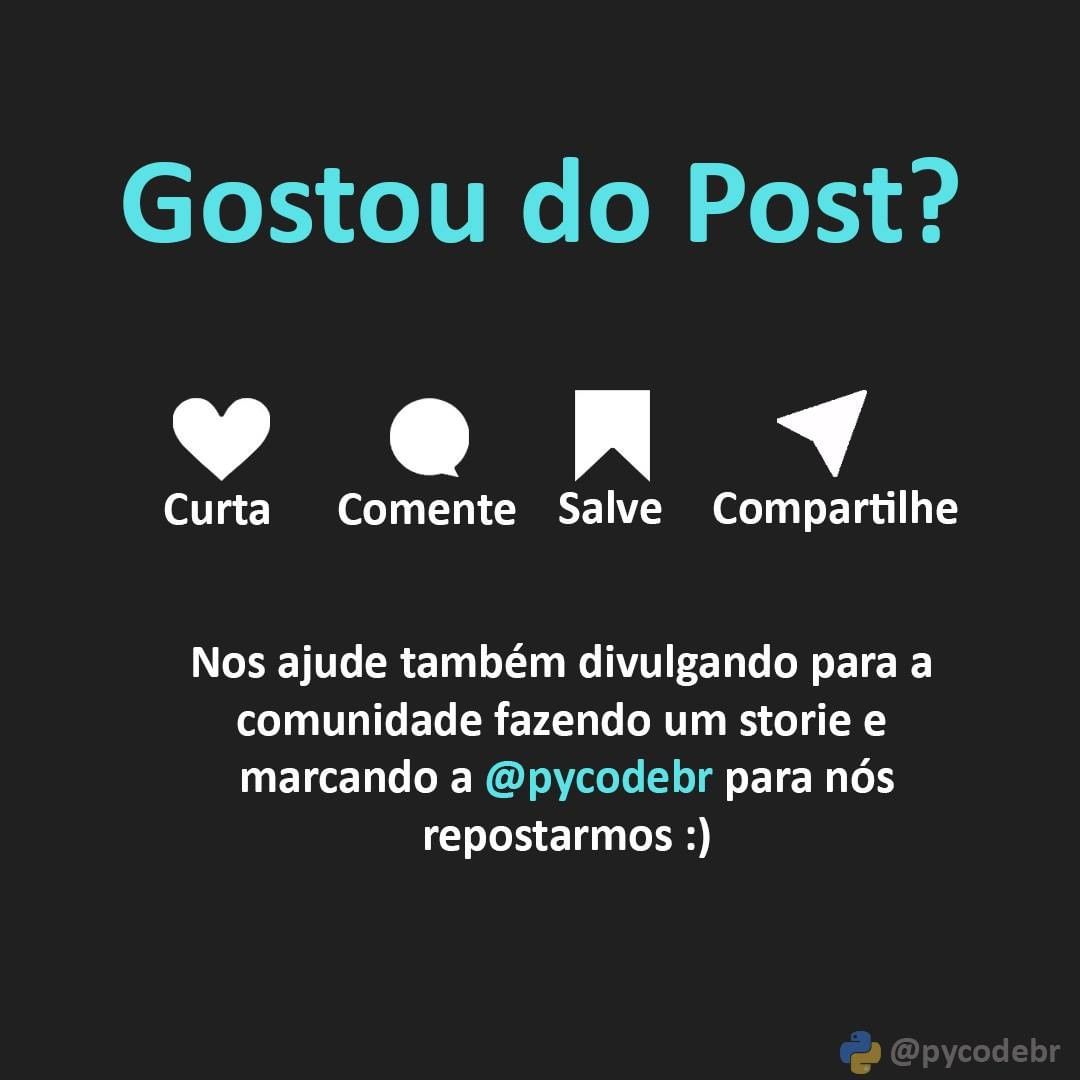 Gostou do Post?
Curta Comente Salve Compartilhe
Nos ajude também divulgando para a
comunidade fazendo um storie e
marcando a @pycodebr para nós
repostarmos :)
@pycodebr